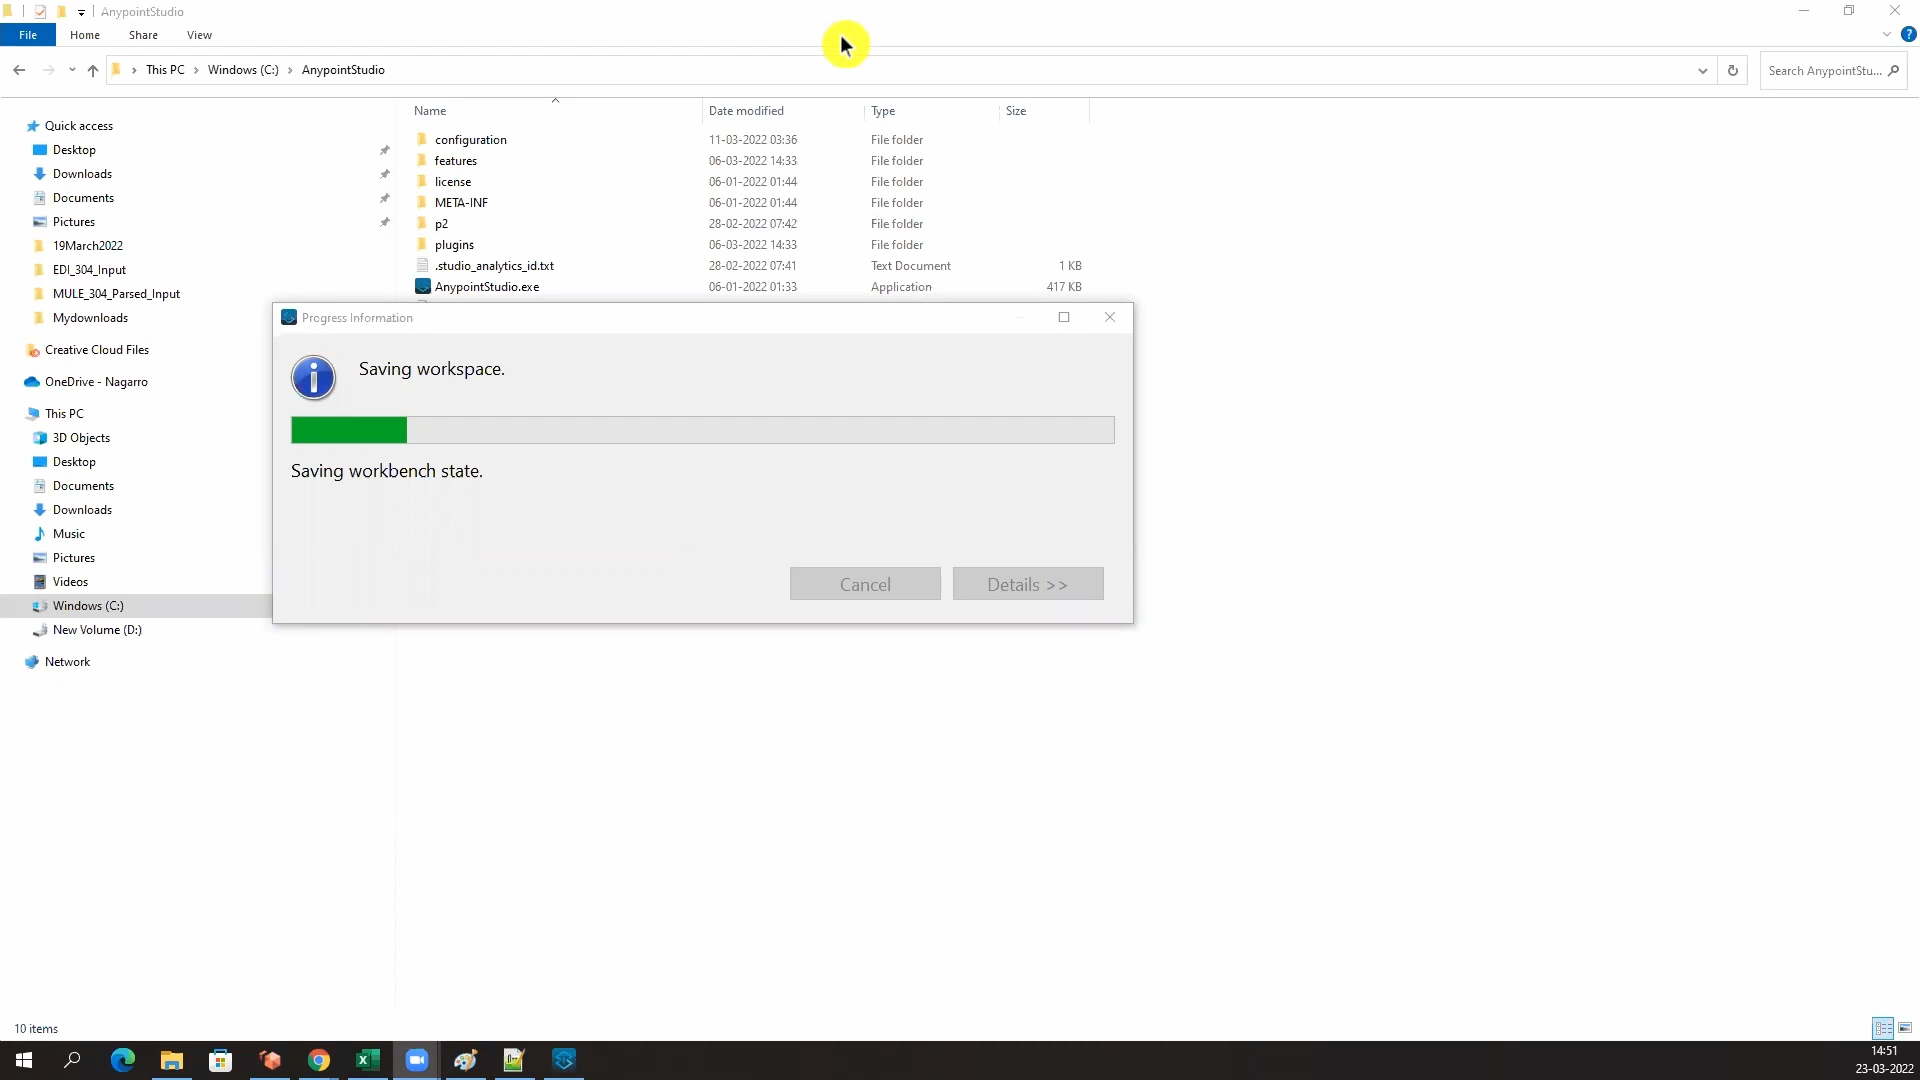 AnypointStudio
File
Home
Share
View
?
This PC
Windows (C:)
AnypointStudio
Search AnypointStu...
Name
Date modified
Type
Size
Quick access
Desktop
Downloads
Documents
Pictures
19March2022
EDI_304_Input
MULE_304_Parsed_Input
Mydownloads
Creative Cloud Files
OneDrive - Nagarro
This PC
3D Objects
Desktop
Documents
Downloads
Music
Pictures
Videos
Windows (C:)
New Volume (D:)
Network
configuration 11-03-2022 03:36 File folder
features 06-03-2022 14:33 File folder
license 06-01-2022 01:44 File folder
META-INF 06-01-2022 01:44 File folder
p2 28-02-2022 07:42 File folder
plugins 06-03-2022 14:33 File folder
.studio_analytics_id.txt 28-02-2022 07:41 Text Document 1 KB
AnypointStudio.exe 06-01-2022 01:33 Application 417 KB
Progress Information
Saving workspace.
Saving workbench state.
Cancel
Details >>
10 items
14:51
23-03-2022